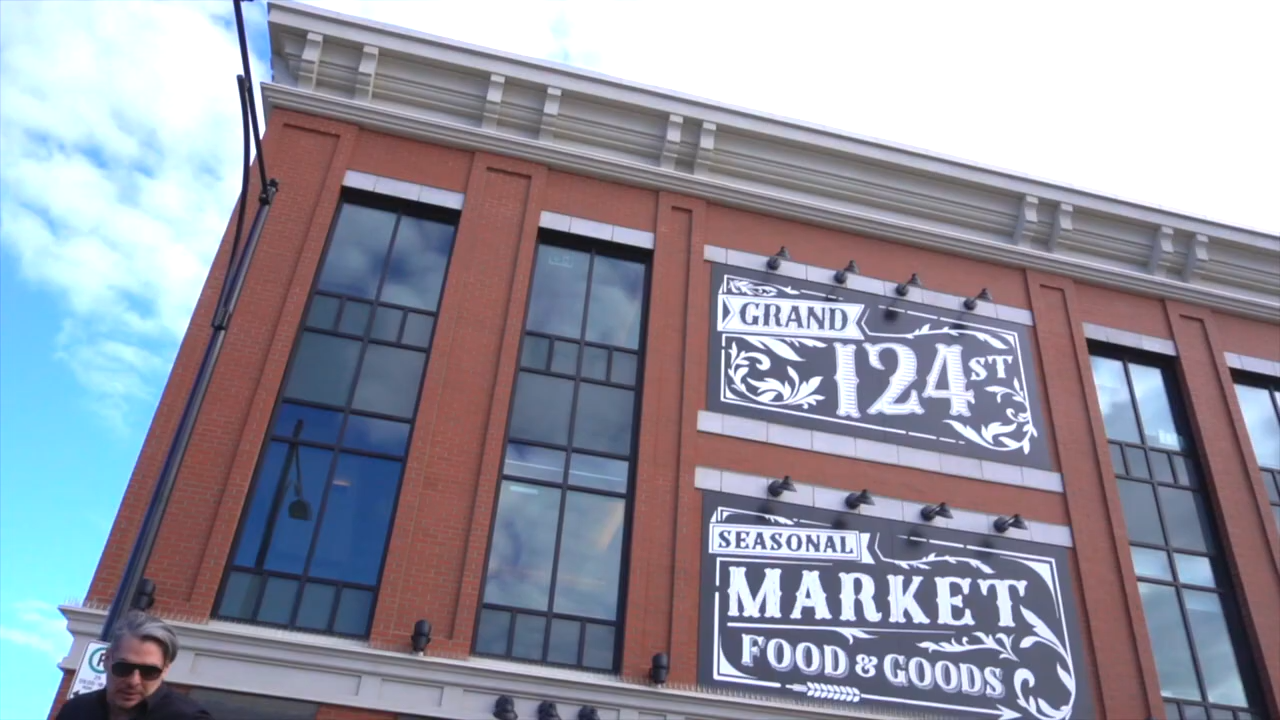 GRAND
124ST
SEASONAL
MARKET
FOOD & GOODS